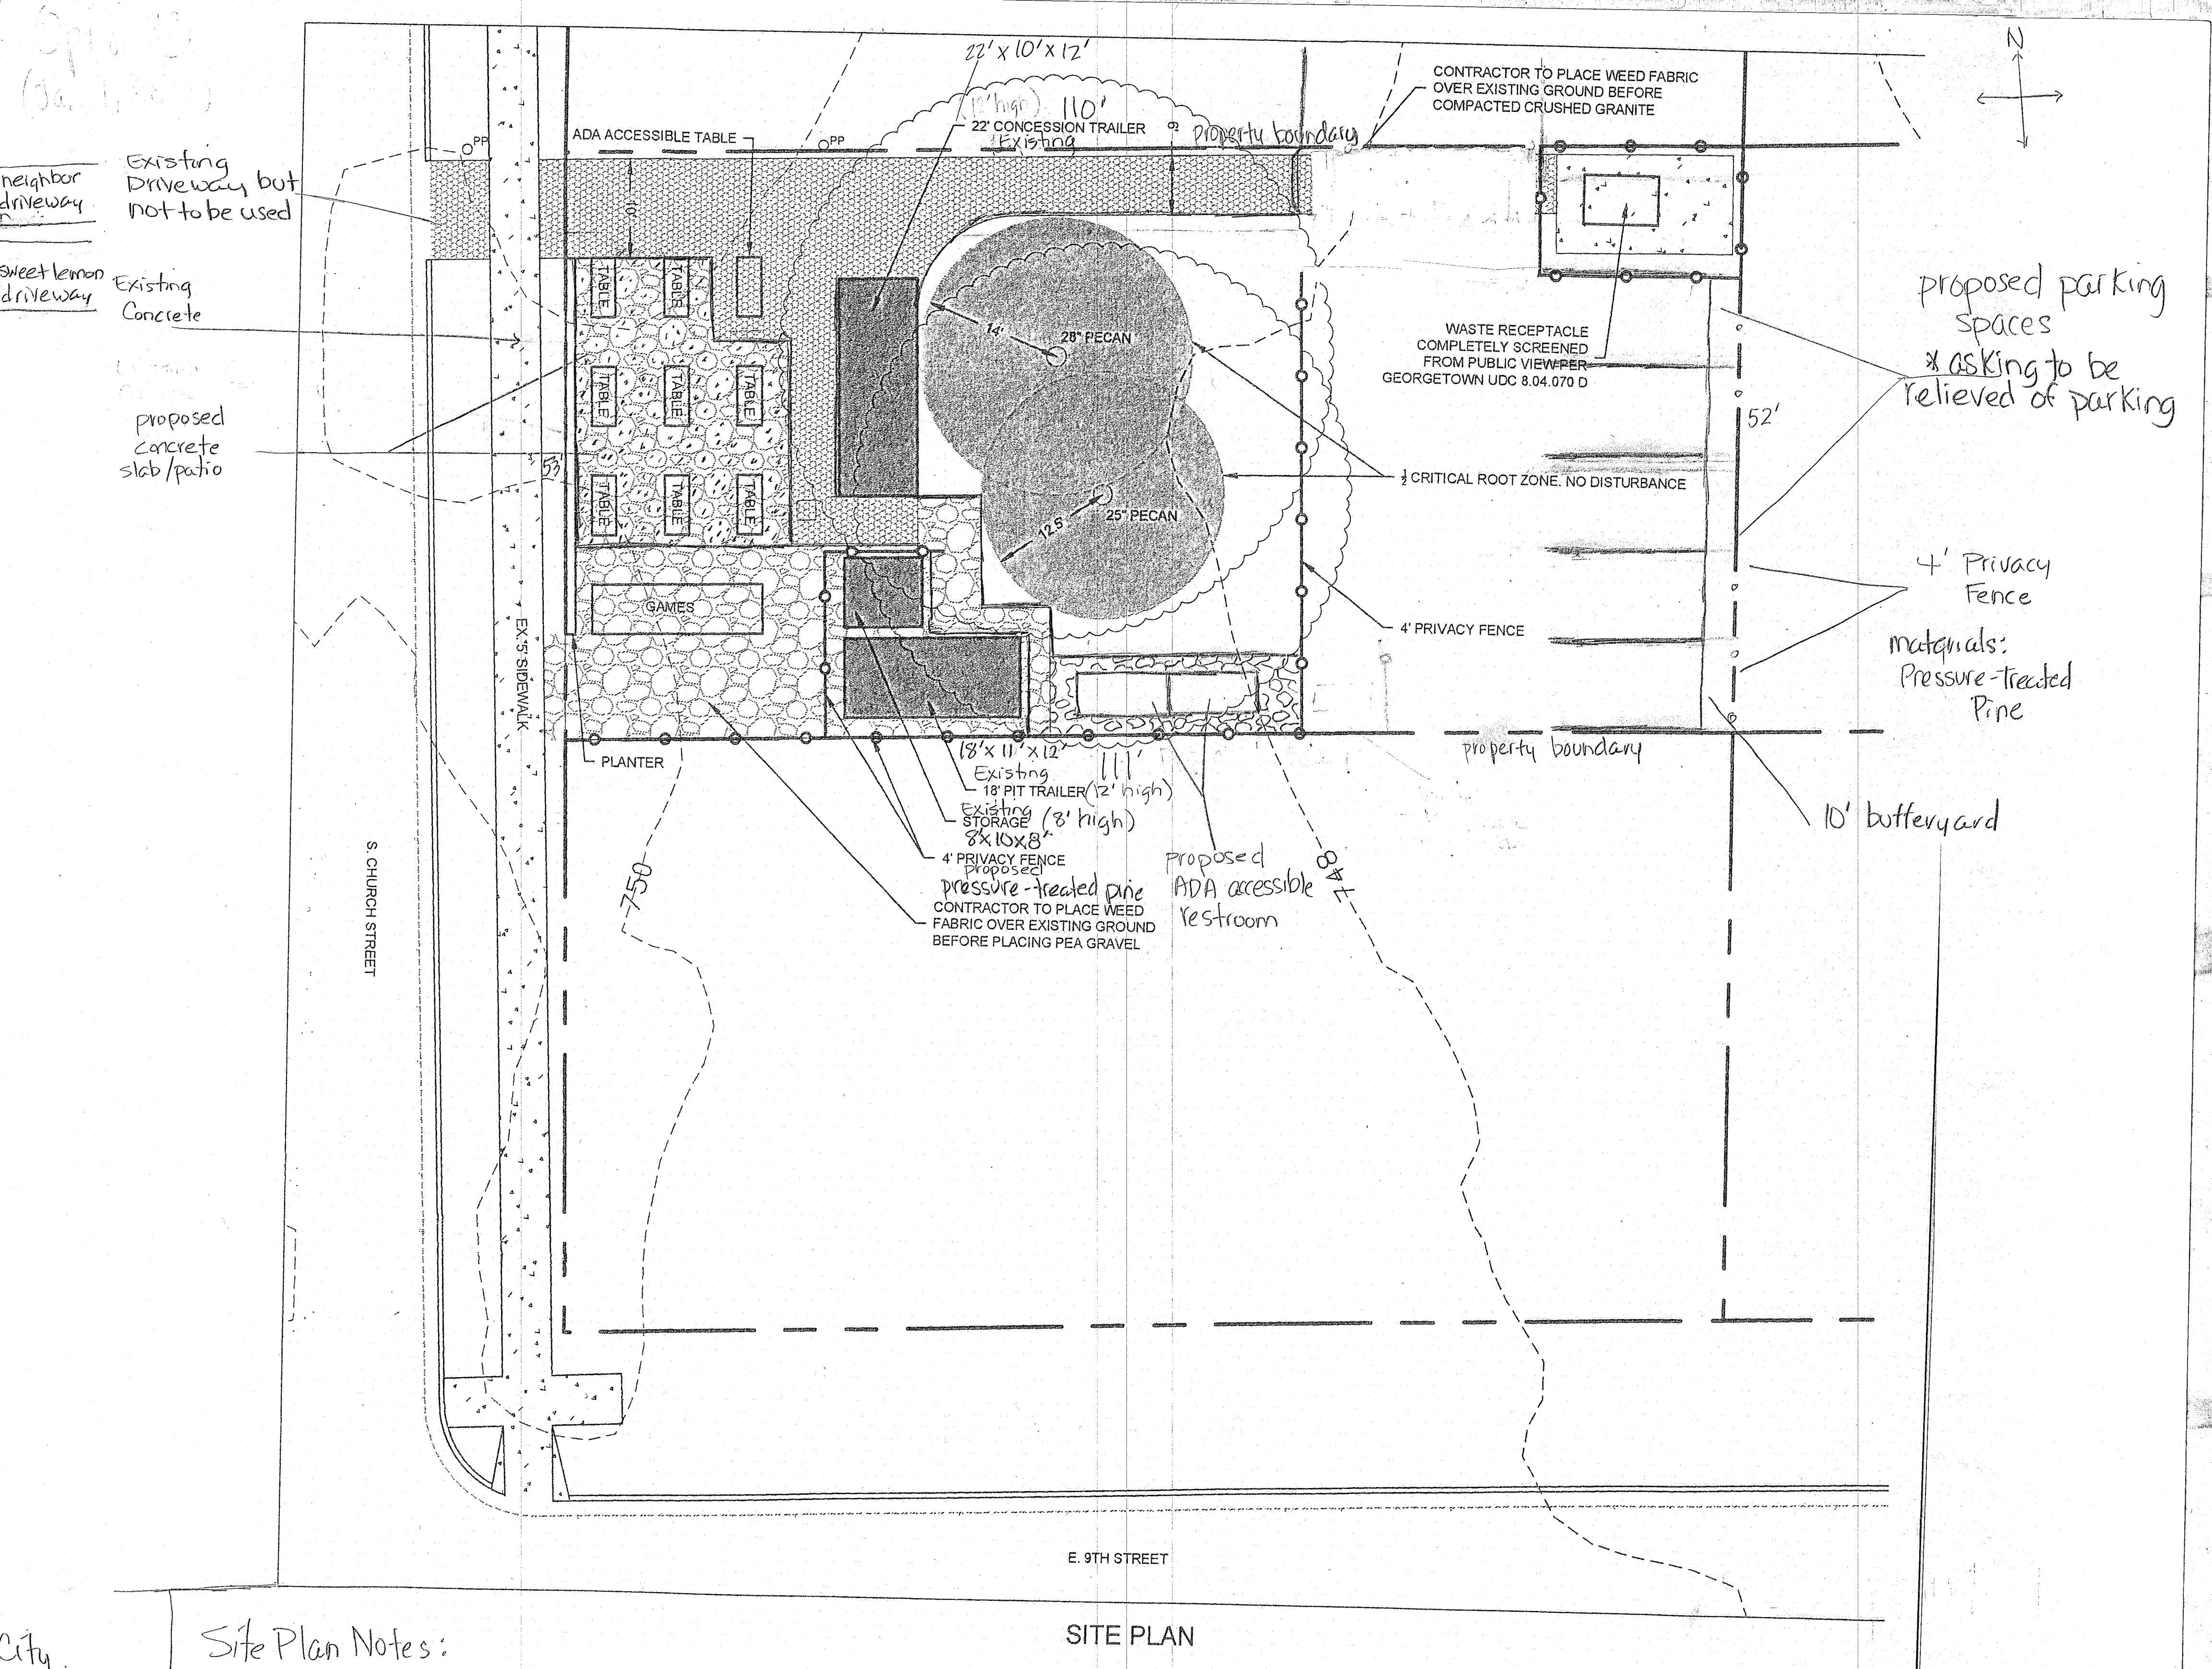 N
22' X 10' X 12'
CONTRACTOR TO PLACE WEED FABRIC
OVER EXISTING GROUND BEFORE
COMPACTED CRUSHED GRANITE
110'
22' CONCESSION TRAILER
Existing
property boundary
ADA ACCESSIBLE TABLE
PP
PP
9'
10'
neighbor
driveway
Existing
Driveway but
not to be used
sweet lemon
driveway
Existing
Concrete
proposed
concrete
slab/patio
TABLE
TABLE
TABLE
TABLE
TABLE
TABLE
TABLE
TABLE
53'
14'
28" PECAN
12.5'
25" PECAN
WASTE RECEPTACLE
COMPLETELY SCREENED
FROM PUBLIC VIEW PER
GEORGETOWN UDC 8.04.070 D
proposed parking
spaces
* asking to be
relieved of parking
52'
½ CRITICAL ROOT ZONE. NO DISTURBANCE
4' Privacy
Fence
materials:
Pressure-Treated
Pine
4' PRIVACY FENCE
GAMES
EX 5' SIDEWALK
PLANTER
property boundary
10' bufferyard
18' X 11' X 12'
111'
Existing
18' PIT TRAILER (12' high)
Existing
STORAGE (8' high)
8'X10X8'
4' PRIVACY FENCE
proposed
pressure-treated pine
CONTRACTOR TO PLACE WEED
FABRIC OVER EXISTING GROUND
BEFORE PLACING PEA GRAVEL
proposed
ADA accessible
restroom
750
748
S. CHURCH STREET
E. 9TH STREET
SITE PLAN
City.
Site Plan Notes: